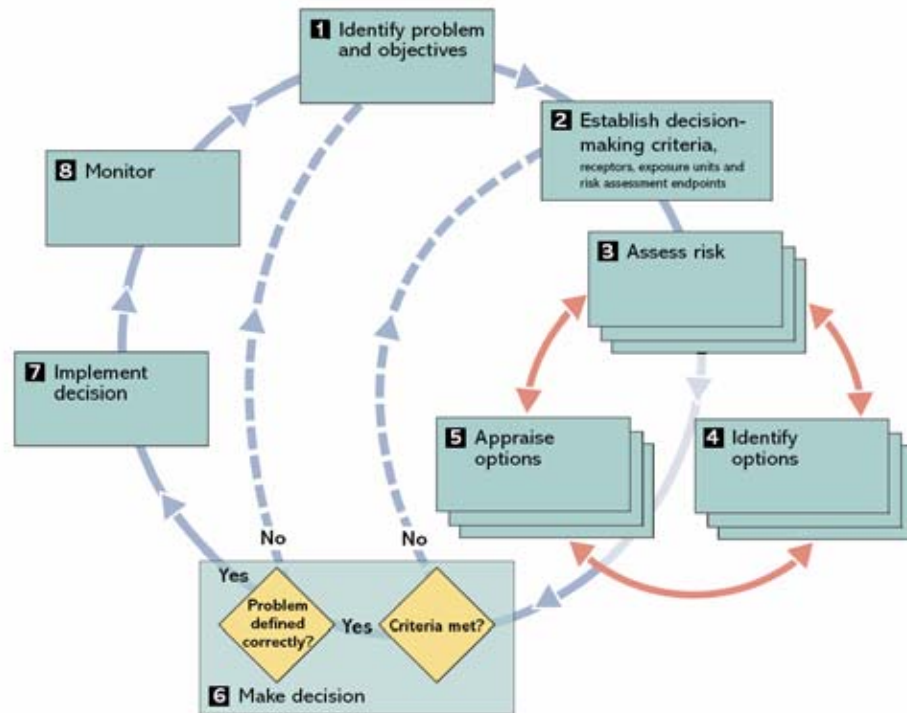 1 Identify problem
and objectives
2 Establish decision-
making criteria,
receptors, exposure units and
risk assessment endpoints
3 Assess risk
4 Identify
options
5 Appraise
options
6 Make decision
Criteria met?
Yes
No
Problem
defined
correctly?
Yes
No
7 Implement
decision
8 Monitor